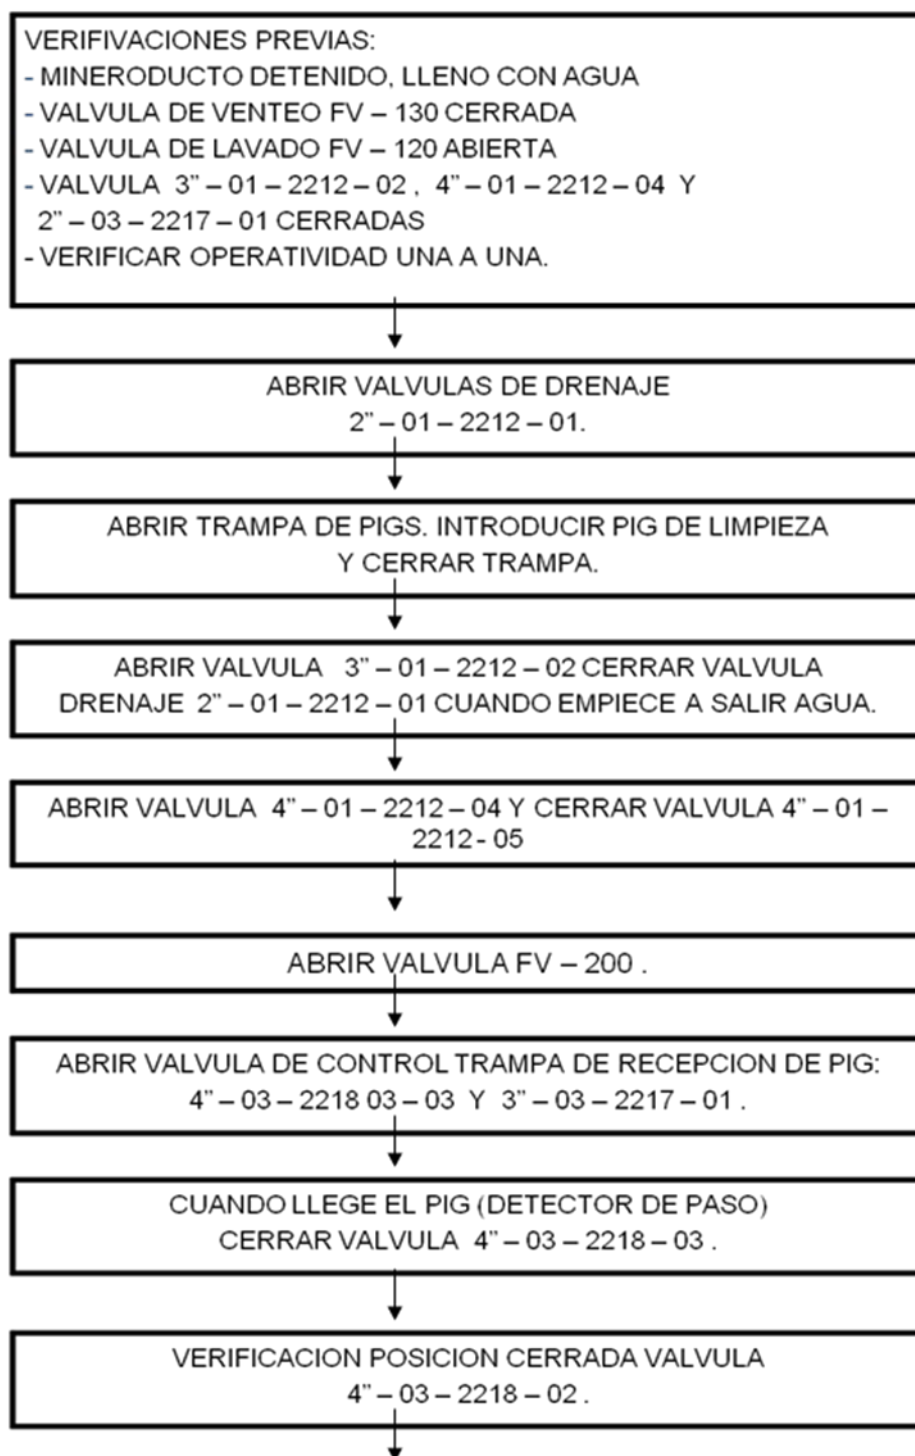 VERIFIVACIONES PREVIAS:
- MINERODUCTO DETENIDO, LLENO CON AGUA
- VALVULA DE VENTEO FV – 130 CERRADA
- VALVULA DE LAVADO FV – 120 ABIERTA
- VALVULA 3” – 01 – 2212 – 02 , 4” – 01 – 2212 – 04 Y
2” – 03 – 2217 – 01 CERRADAS
- VERIFICAR OPERATIVIDAD UNA A UNA.
ABRIR VALVULAS DE DRENAJE
2” – 01 – 2212 – 01.
ABRIR TRAMPA DE PIGS. INTRODUCIR PIG DE LIMPIEZA
Y CERRAR TRAMPA.
ABRIR VALVULA 3” – 01 – 2212 – 02 CERRAR VALVULA
DRENAJE 2” – 01 – 2212 – 01 CUANDO EMPIECE A SALIR AGUA.
ABRIR VALVULA 4” – 01 – 2212 – 04 Y CERRAR VALVULA 4” – 01 –
2212 - 05
ABRIR VALVULA FV – 200 .
ABRIR VALVULA DE CONTROL TRAMPA DE RECEPCION DE PIG:
4” – 03 – 2218 03 – 03 Y 3” – 03 – 2217 – 01 .
CUANDO LLEGE EL PIG (DETECTOR DE PASO)
CERRAR VALVULA 4” – 03 – 2218 – 03 .
VERIFICACION POSICION CERRADA VALVULA
4” – 03 – 2218 – 02 .